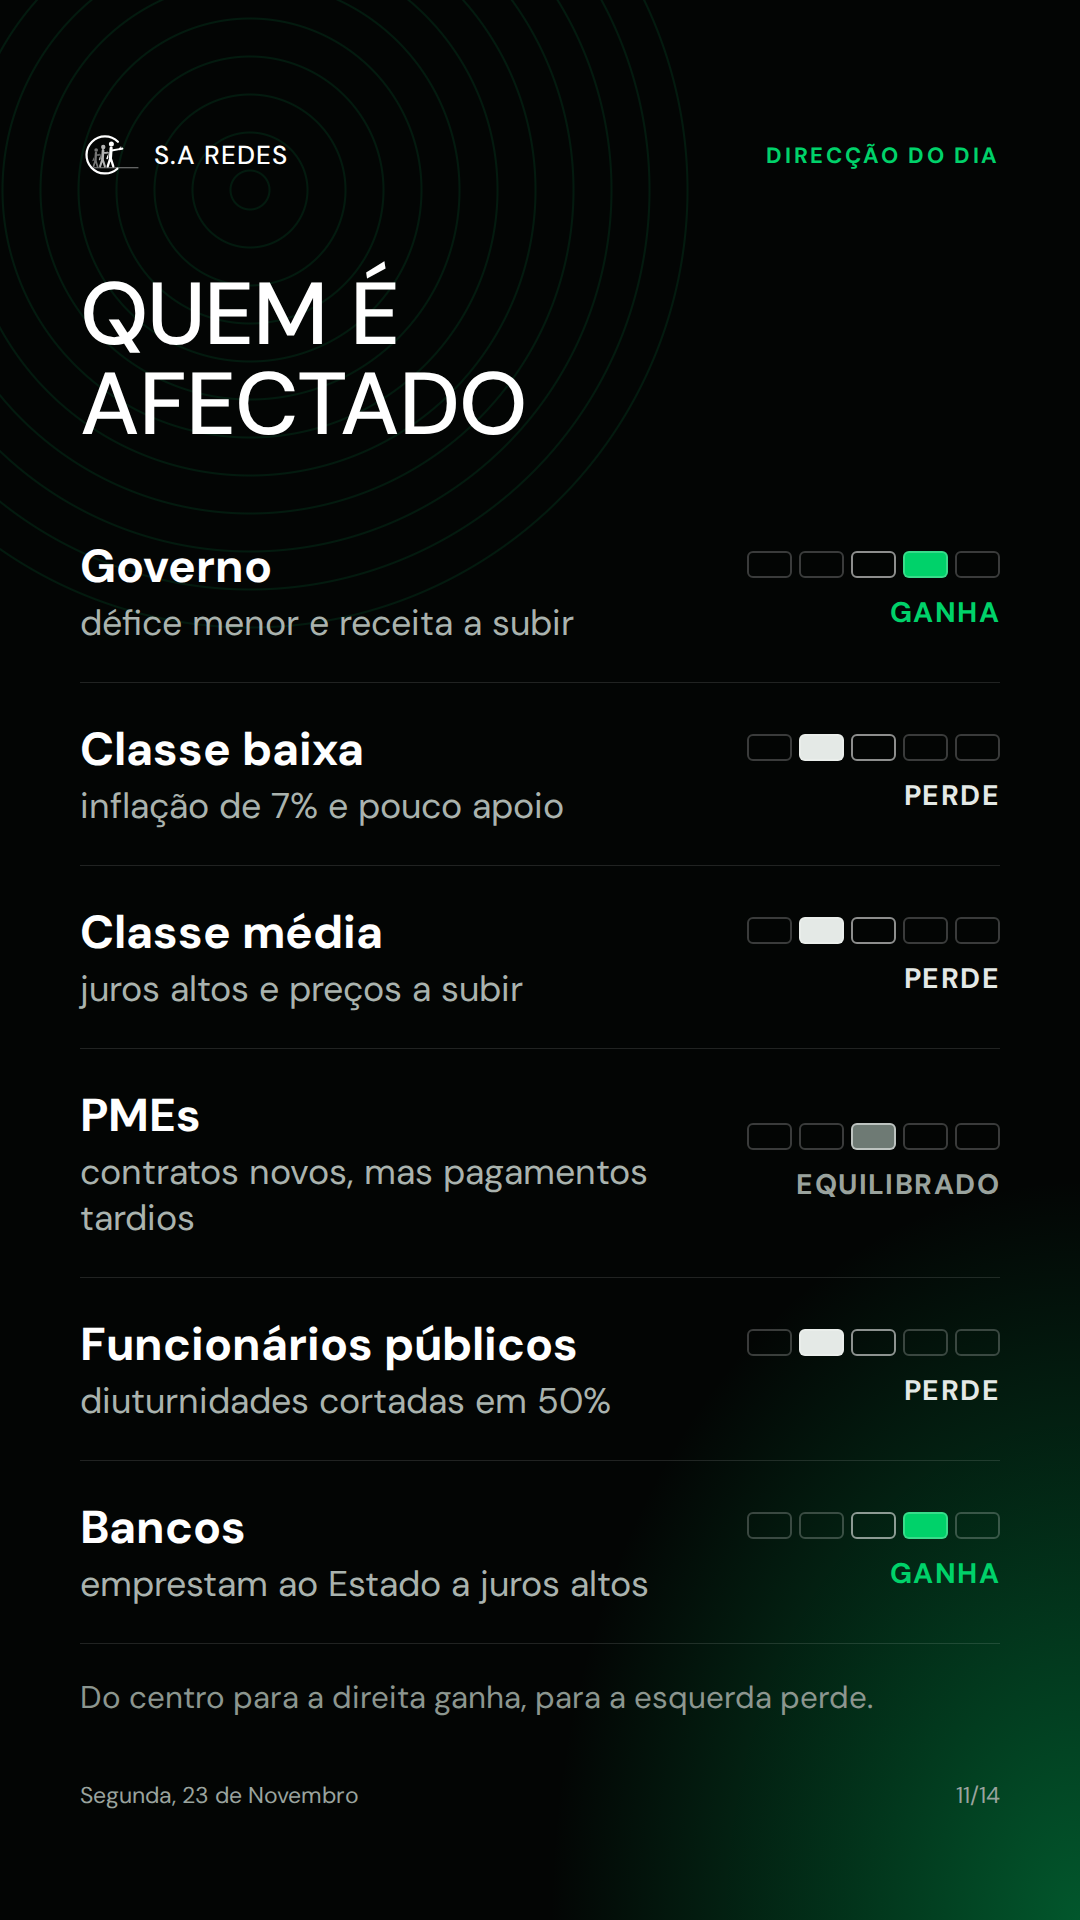 S.A REDES
DIRECÇÃO DO DIA
QUEM É
AFECTADO
Governo
défice menor e receita a subir
GANHA
Classe baixa
inflação de 7% e pouco apoio
PERDE
Classe média
juros altos e preços a subir
PERDE
PMEs
contratos novos, mas pagamentos
tardios
EQUILIBRADO
Funcionários públicos
diuturnidades cortadas em 50%
PERDE
Bancos
emprestam ao Estado a juros altos
GANHA
Do centro para a direita ganha, para a esquerda perde.
Segunda, 23 de Novembro
11/14